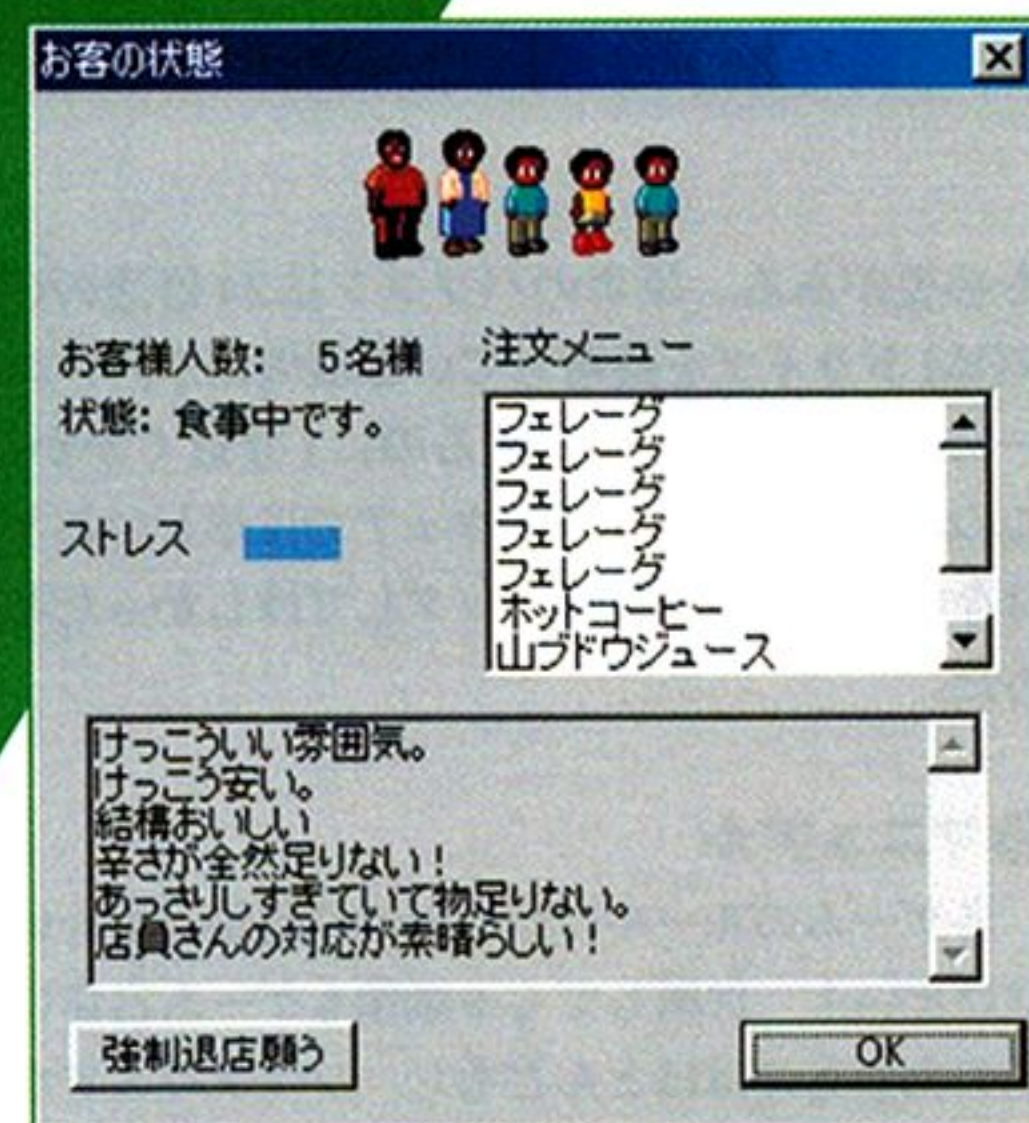 お客の状態
お客様人数： 5名様
状態： 食事中です。
ストレス
注文メニュー
フェレーグ
フェレーグ
フェレーグ
フェレーグ
フェレーグ
ホットコーヒー
山ブドウジュース
けっこういい雰囲気。
けっこう安い。
結構おいしい
辛さが全然足りない！
あっさりしすぎていて物足りない。
店員さんの対応が素晴らしい！
強制退店願う
OK